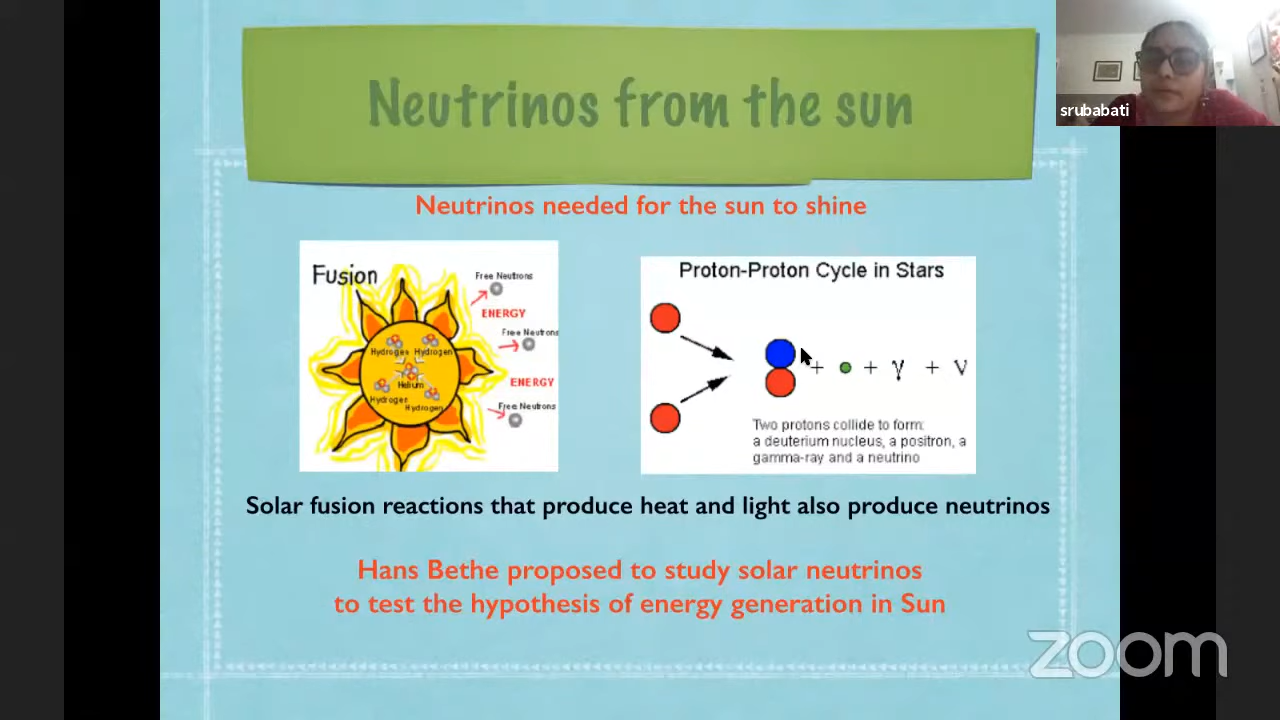 Neutrinos from the sun
srubabati
Neutrinos needed for the sun to shine
Fusion
Free Neutrons
ENERGY
Free Neutrons
Hydrogen Hydrogen
Helium
ENERGY
Hydrogen
Hydrogen
Free Neutrons
Proton-Proton Cycle in Stars
+ + γ + ν
Two protons collide to form:
a deuterium nucleus, a positron, a
gamma-ray and a neutrino
Solar fusion reactions that produce heat and light also produce neutrinos
Hans Bethe proposed to study solar neutrinos
to test the hypothesis of energy generation in Sun
zoom